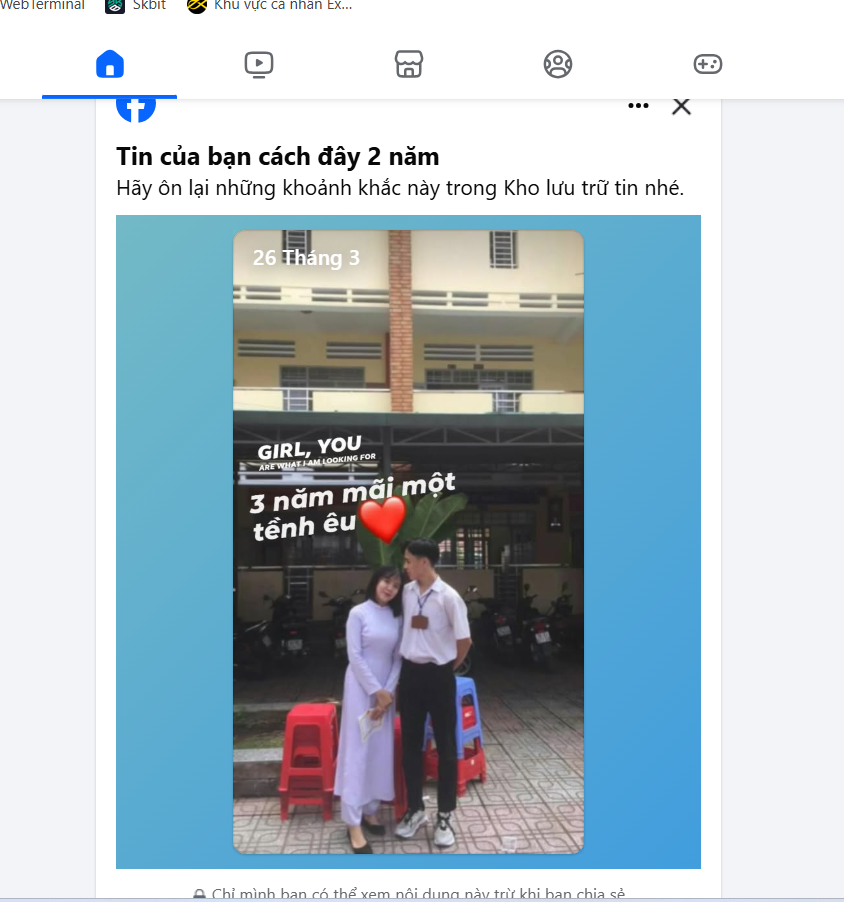 WebTerminal
Skbit
Khu vực cá nhân Ex...
Tin của bạn cách đây 2 năm
Hãy ôn lại những khoảnh khắc này trong Kho lưu trữ tin nhé.
26 Tháng 3
GIRL, YOU
ARE WHAT I AM LOOKING FOR
3 năm mãi một
tềnh êu
Chỉ mình bạn có thể xem nội dung này trừ khi bạn chia sẻ